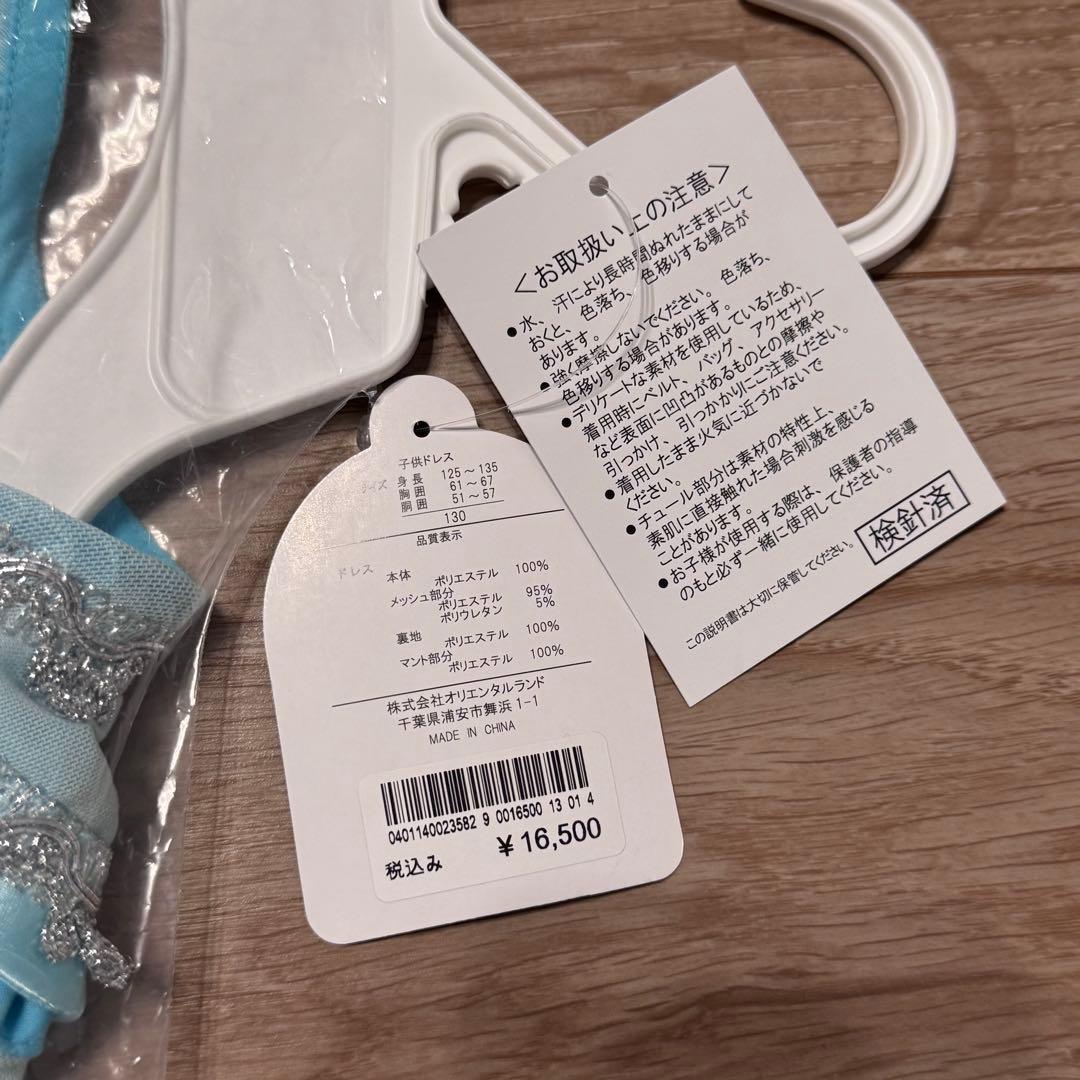 <お取扱い上の注意>
●水、汗により長時間ぬれたままにして
おくと、色落ち、色移りする場合が
あります。
●強く摩擦しないでください。色落ち、
色移りする場合があります。
●デリケートな素材を使用しているため、
着用時にベルト、バッグ、アクセサリー
など表面に凹凸があるものとの摩擦や
引っかけ、引っかかりにご注意ください。
●着用したまま火気に近づかないで
ください。
●チュール部分は素材の特性上、
素肌に直接触れた場合刺激を感じる
ことがあります。
●お子様が使用する際は、保護者の指導
のもと必ず一緒に使用してください。
この説明書は大切に保管してください。
検針済
子供ドレス
サイズ 身長 125~135
胸囲 61~67
胴囲 51~57
130
品質表示
ドレス 本体 ポリエステル 100%
メッシュ部分
ポリエステル 95%
ポリウレタン 5%
裏地 ポリエステル 100%
マント部分
ポリエステル 100%
株式会社オリエンタルランド
千葉県浦安市舞浜1-1
MADE IN CHINA
0401140023582 9 0016500 13 01 4
税込み ¥16,500